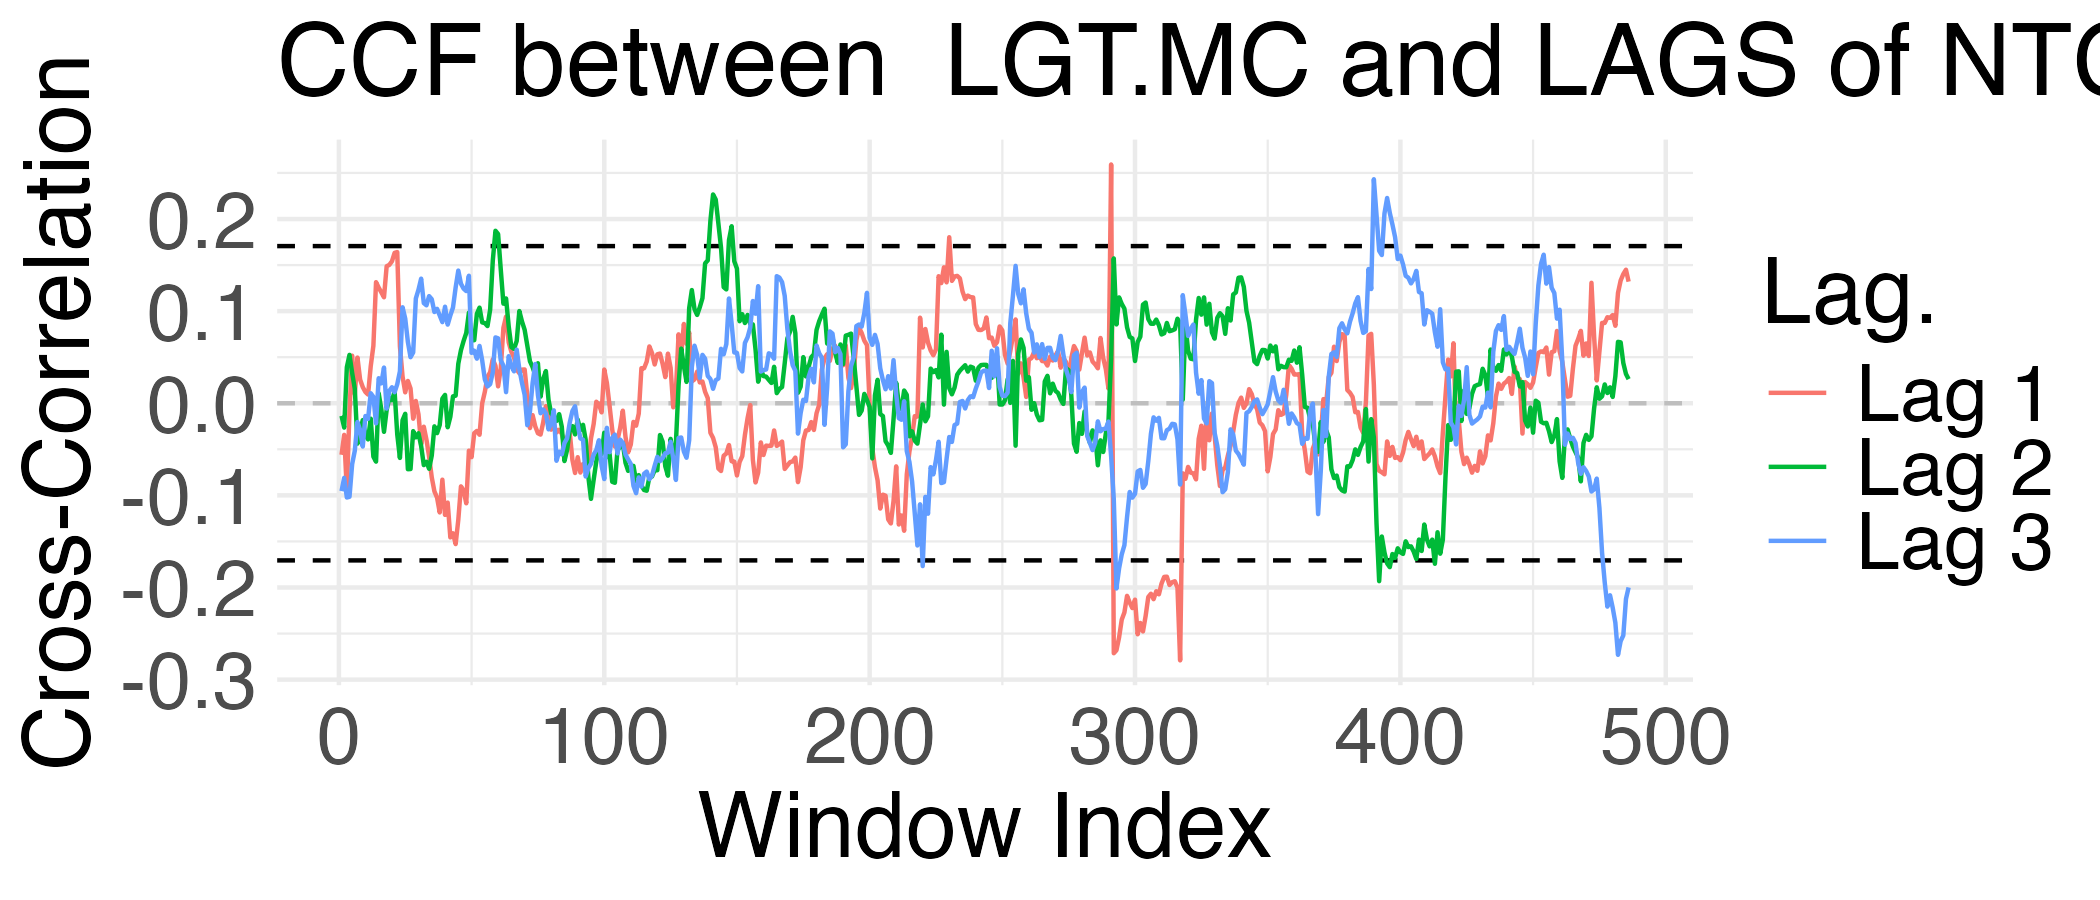 CCF between  LGT.MC and LAGS of
Cross-Correlation
0.2
0.1
0.0
-0.1
-0.2
-0.3
0 100 200 300 400 500
Window Index
Lag.
Lag 1
Lag 2
Lag 3